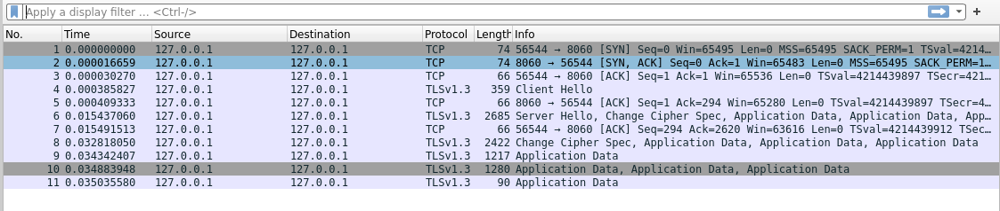 Apply a display filter … <Ctrl-/>
No. Time Source Destination Protocol Length Info
1 0.000000000 127.0.0.1 127.0.0.1 TCP 74 56544 → 8060 [SYN] Seq=0 Win=65495 Len=0 MSS=65495 SACK_PERM=1 TSval=4214…
2 0.000016659 127.0.0.1 127.0.0.1 TCP 74 8060 → 56544 [SYN, ACK] Seq=0 Ack=1 Win=65483 Len=0 MSS=65495 SACK_PERM=1…
3 0.000030270 127.0.0.1 127.0.0.1 TCP 66 56544 → 8060 [ACK] Seq=1 Ack=1 Win=65536 Len=0 TSval=4214439897 TSecr=421…
4 0.000385827 127.0.0.1 127.0.0.1 TLSv1.3 359 Client Hello
5 0.000409333 127.0.0.1 127.0.0.1 TCP 66 8060 → 56544 [ACK] Seq=1 Ack=294 Win=65280 Len=0 TSval=4214439897 TSecr=4…
6 0.015437060 127.0.0.1 127.0.0.1 TLSv1.3 2685 Server Hello, Change Cipher Spec, Application Data, Application Data, App…
7 0.015491513 127.0.0.1 127.0.0.1 TCP 66 56544 → 8060 [ACK] Seq=294 Ack=2620 Win=63616 Len=0 TSval=4214439912 TSec…
8 0.032818050 127.0.0.1 127.0.0.1 TLSv1.3 2422 Change Cipher Spec, Application Data, Application Data, Application Data
9 0.034342407 127.0.0.1 127.0.0.1 TLSv1.3 1217 Application Data
10 0.034883948 127.0.0.1 127.0.0.1 TLSv1.3 1280 Application Data, Application Data, Application Data
11 0.035035580 127.0.0.1 127.0.0.1 TLSv1.3 90 Application Data